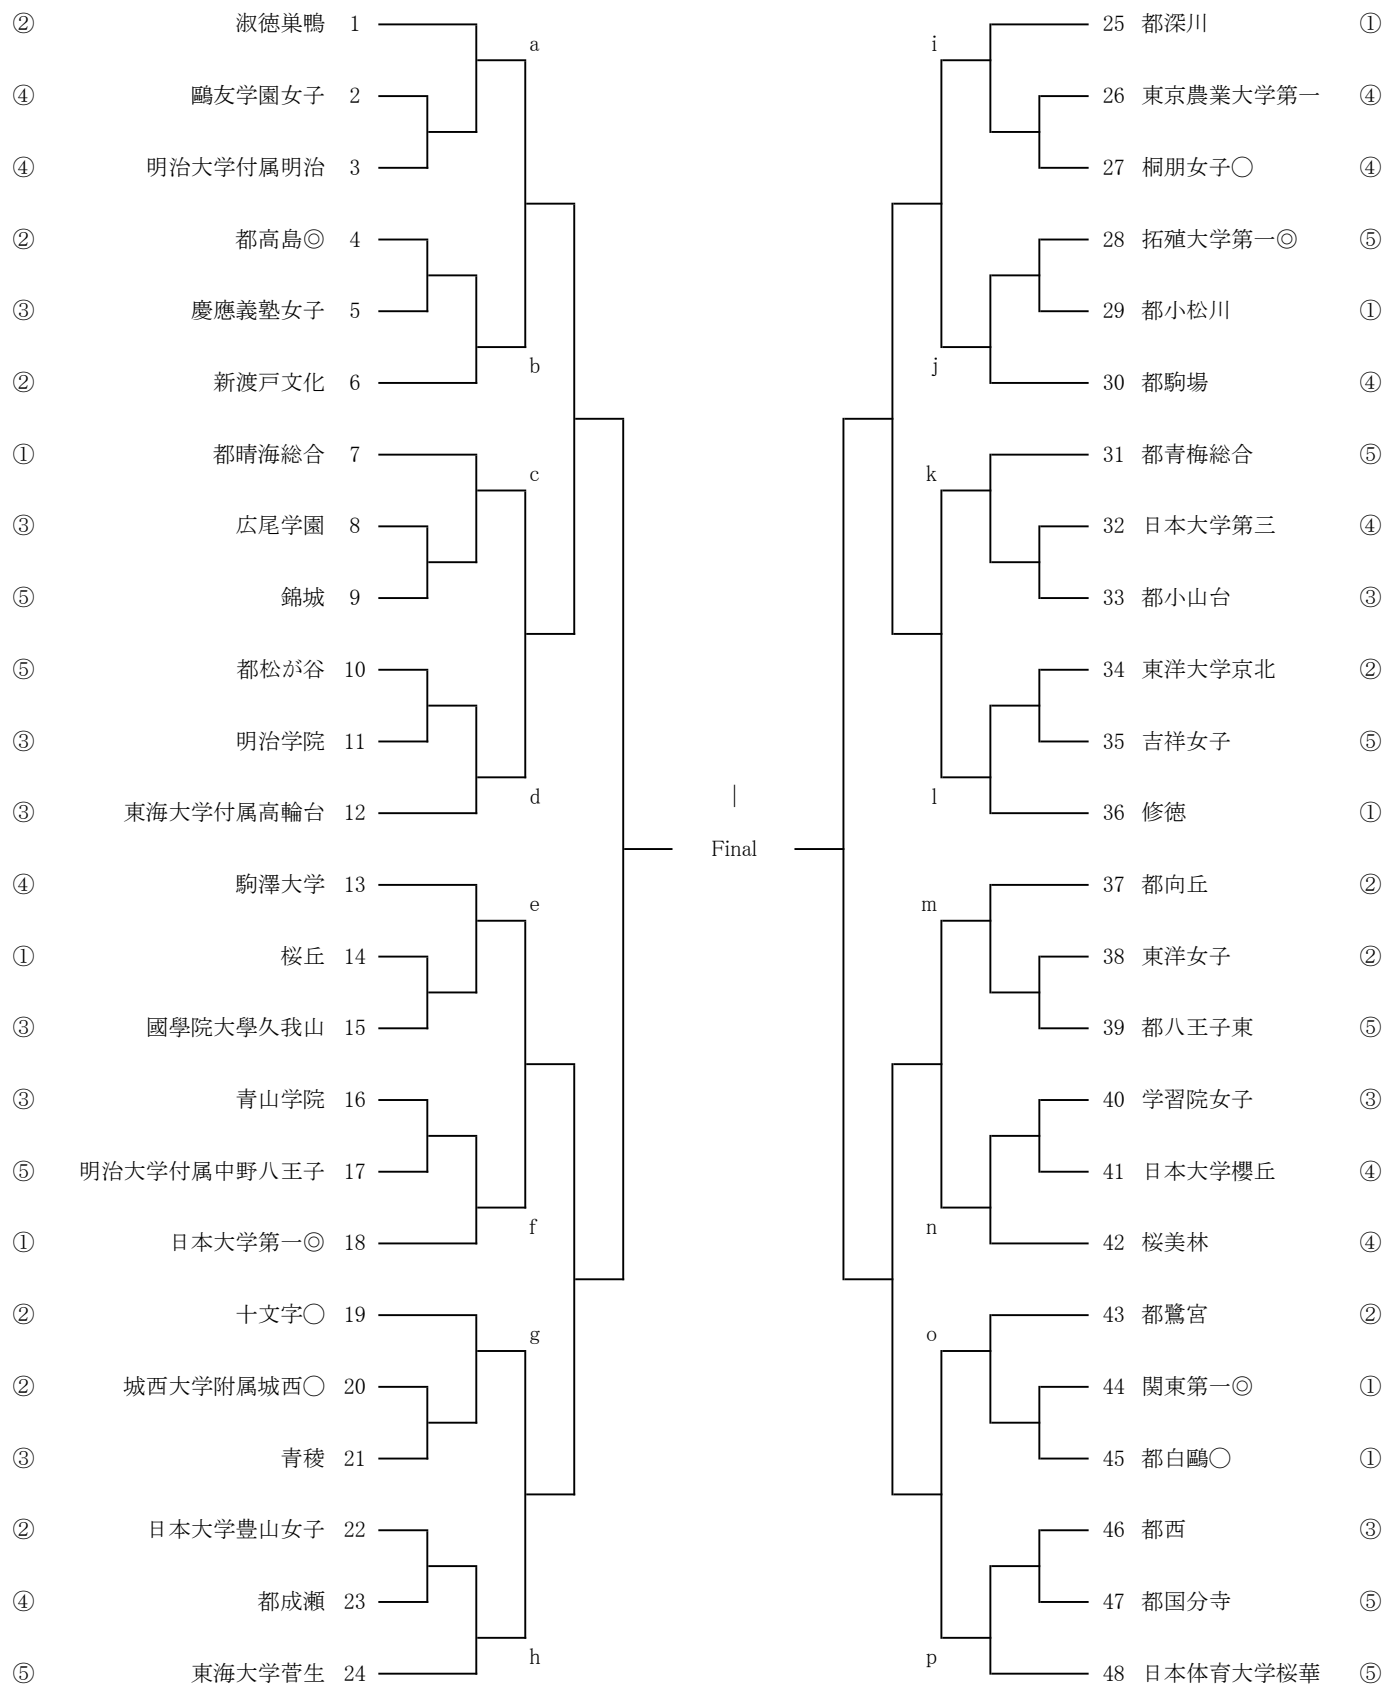 ② 淑徳巣鴨 1
a
④ 鷗友学園女子 2
④ 明治大学付属明治 3
② 都高島◎ 4
③ 慶應義塾女子 5
b
② 新渡戸文化 6
① 都晴海総合 7
c
③ 広尾学園 8
⑤ 錦城 9
⑤ 都松が谷 10
③ 明治学院 11
d
③ 東海大学付属高輪台 12
④ 駒澤大学 13
e
① 桜丘 14
③ 國學院大學久我山 15
③ 青山学院 16
⑤ 明治大学付属中野八王子 17
f
① 日本大学第一◎ 18
② 十文字○ 19
g
② 城西大学附属城西○ 20
③ 青稜 21
② 日本大学豊山女子 22
④ 都成瀬 23
h
⑤ 東海大学菅生 24
|
Final
25 都深川 ①
i
26 東京農業大学第一 ④
27 桐朋女子○ ④
28 拓殖大学第一◎ ⑤
29 都小松川 ①
j
30 都駒場 ④
31 都青梅総合 ⑤
k
32 日本大学第三 ④
33 都小山台 ③
34 東洋大学京北 ②
35 吉祥女子 ⑤
l
36 修徳 ①
37 都向丘 ②
m
38 東洋女子 ②
39 都八王子東 ⑤
40 学習院女子 ③
41 日本大学櫻丘 ④
n
42 桜美林 ④
43 都鷺宮 ②
o
44 関東第一◎ ①
45 都白鷗○ ①
46 都西 ③
47 都国分寺 ⑤
p
48 日本体育大学桜華 ⑤